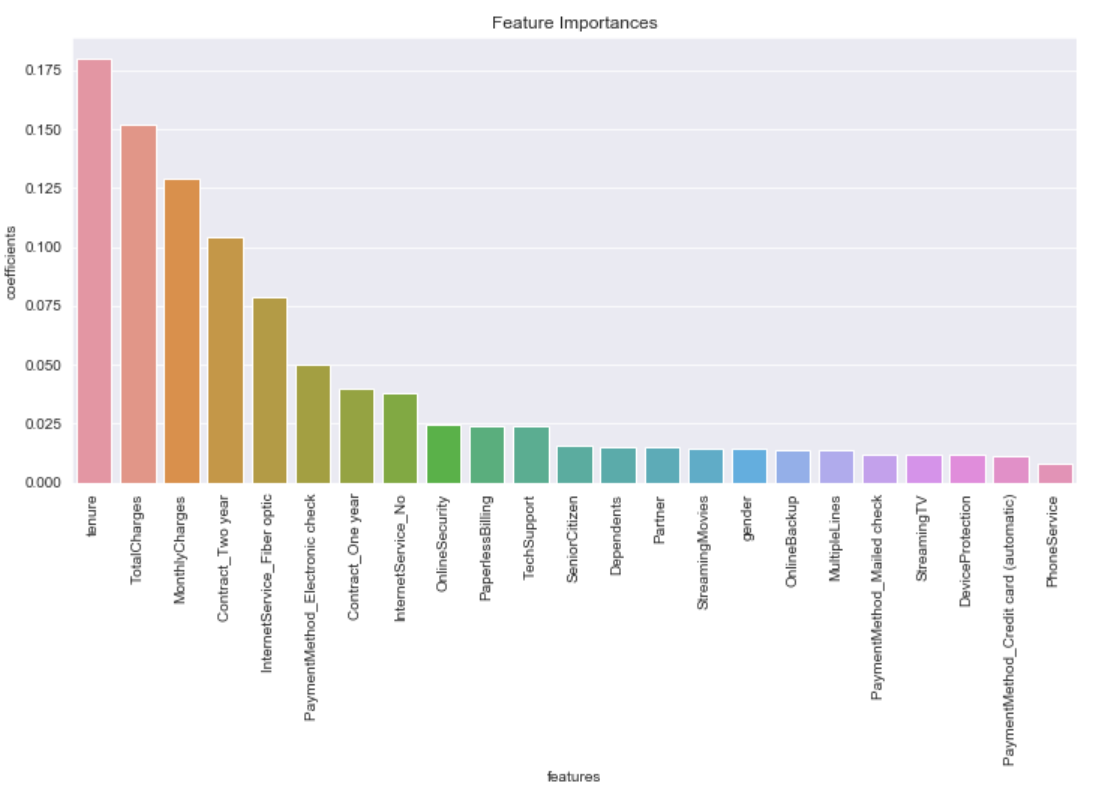 Feature Importances
coefficients
0.175
0.150
0.125
0.100
0.075
0.050
0.025
0.000
tenure
TotalCharges
MonthlyCharges
Contract_Two year
InternetService_Fiber optic
PaymentMethod_Electronic check
Contract_One year
InternetService_No
OnlineSecurity
PaperlessBilling
TechSupport
SeniorCitizen
Dependents
Partner
StreamingMovies
gender
OnlineBackup
MultipleLines
PaymentMethod_Mailed check
StreamingTV
DeviceProtection
PaymentMethod_Credit card (automatic)
PhoneService
features